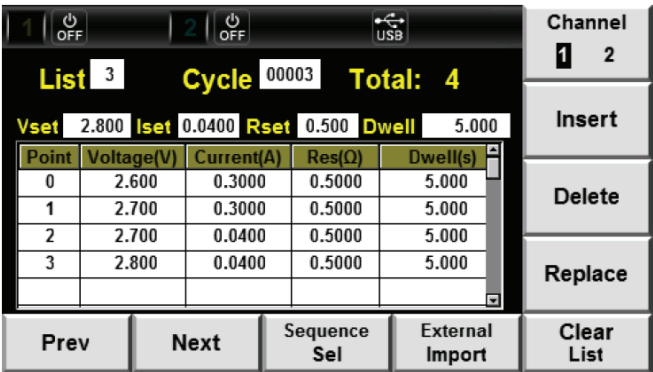 1 OFF 2 OFF USB
Channel
1 2
List 3 Cycle 00003 Total: 4
Vset 2.800 Iset 0.0400 Rset 0.500 Dwell 5.000
Insert
Point Voltage(V) Current(A) Res(Ω) Dwell(s)
0 2.600 0.3000 0.5000 5.000
1 2.700 0.3000 0.5000 5.000
2 2.700 0.0400 0.5000 5.000
3 2.800 0.0400 0.5000 5.000
Delete
Replace
Prev
Next
Sequence
Sel
External
Import
Clear
List